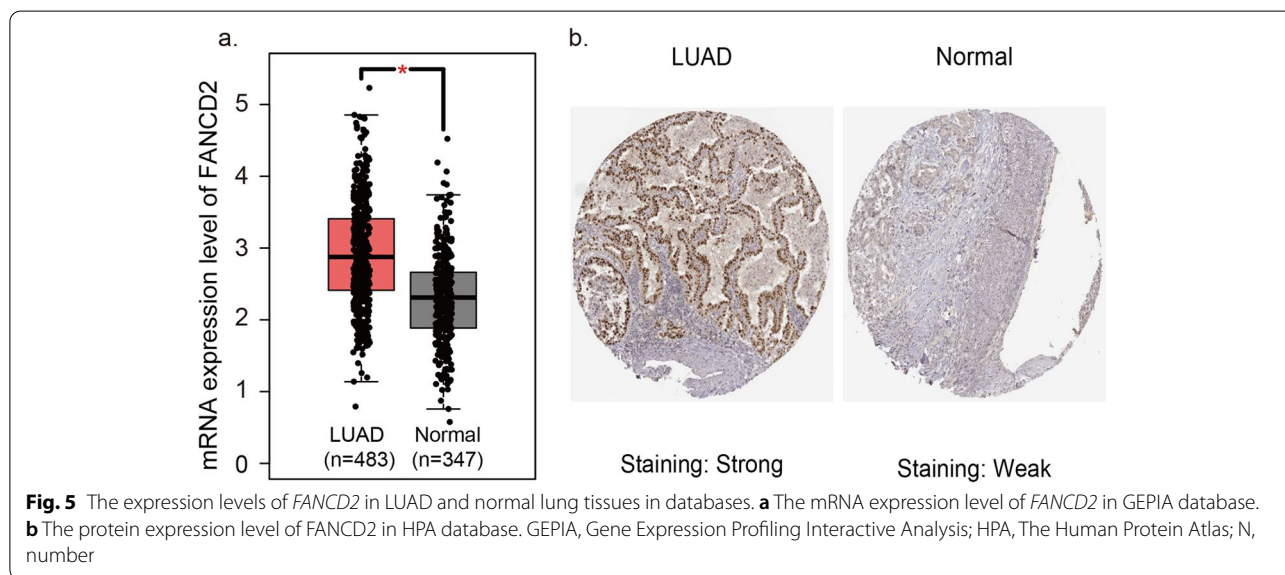 a.
b.
LUAD
Normal
*
mRNA expression level of FANCD2
5
4
3
2
1
0
LUAD
(n=483)
Normal
(n=347)
Staining: Strong
Staining: Weak
Fig. 5 The expression levels of FANCD2 in LUAD and normal lung tissues in databases. a The mRNA expression level of FANCD2 in GEPIA database.
b The protein expression level of FANCD2 in HPA database. GEPIA, Gene Expression Profiling Interactive Analysis; HPA, The Human Protein Atlas; N,
number